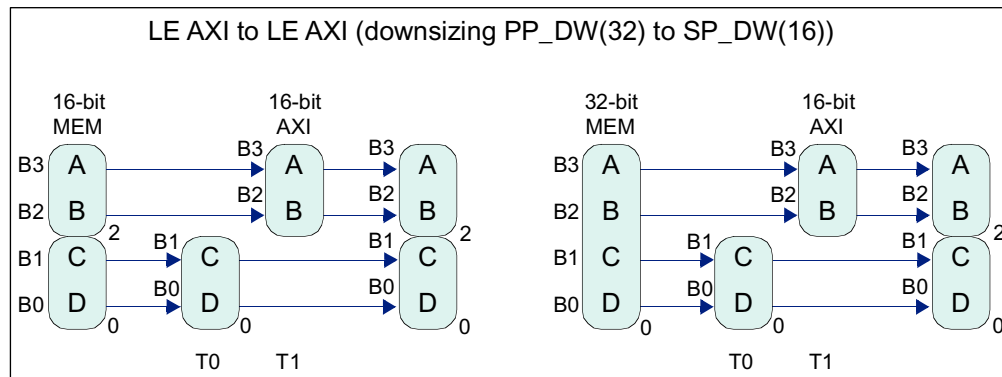 LE AXI to LE AXI (downsizing PP_DW(32) to SP_DW(16))
16-bit MEM
16-bit AXI
B3 A B3 A B3 A
B2 B B2 B B2 B
2 2
B1 C B1 C B1 C
B0 D B0 D B0 D
0 0 0
T0 T1
32-bit MEM
16-bit AXI
B3 A B3 A B3 A
B2 B B2 B B2 B
2
B1 C B1 C B1 C
B0 D B0 D B0 D
0 0 0
T0 T1